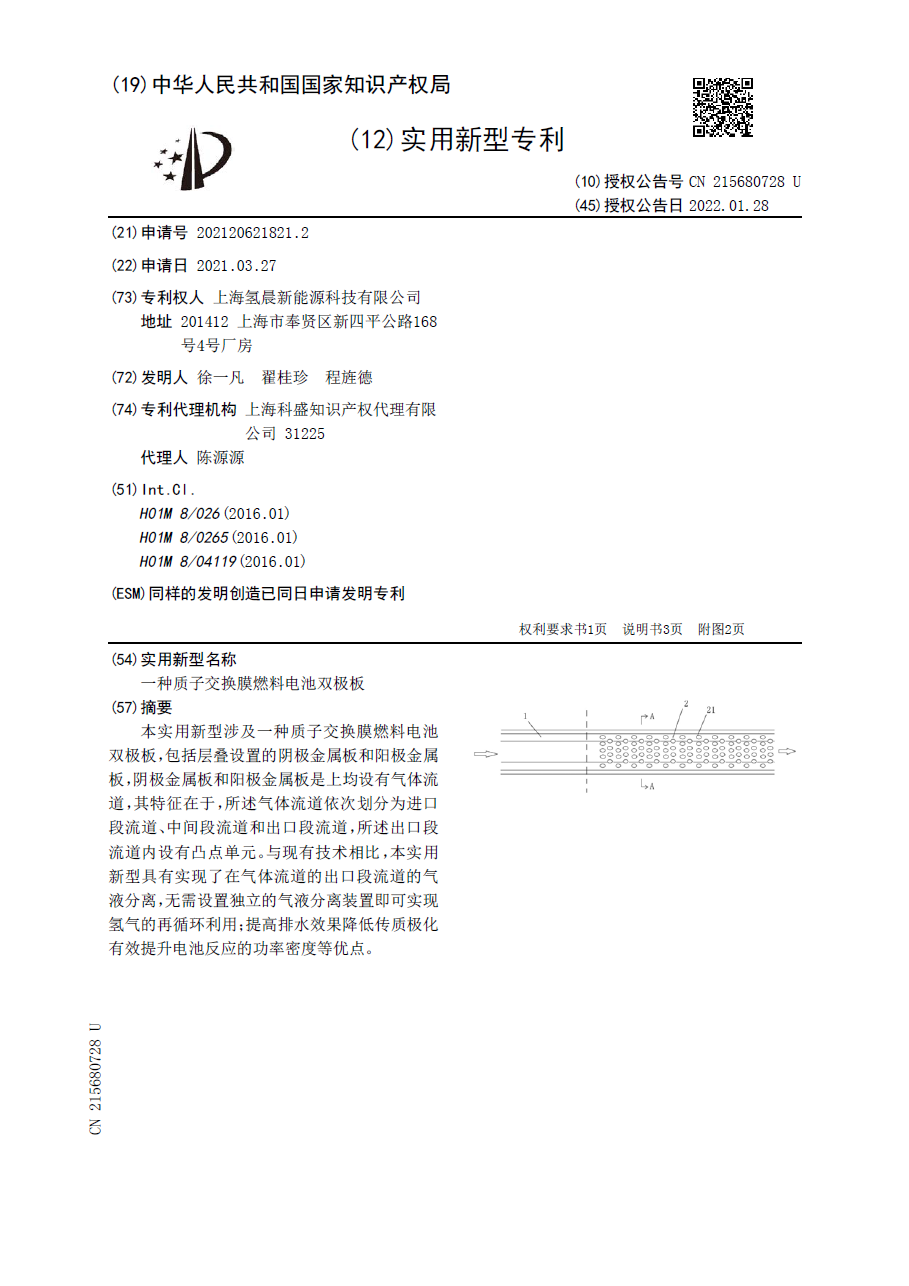 (19)中华人民共和国国家知识产权局
(12)实用新型专利
(10)授权公告号 CN 215680728 U
(45)授权公告日 2022.01.28
(21)申请号 202120621821.2
(22)申请日 2021.03.27
(73)专利权人 上海氢晨新能源科技有限公司
地址 201412 上海市奉贤区新四平公路168
号4号厂房
(72)发明人 徐一凡 翟桂珍 程旌德
(74)专利代理机构 上海科盛知识产权代理有限
公司 31225
代理人 陈源源
(51)Int.Cl.
H01M 8/026(2016.01)
H01M 8/0265(2016.01)
H01M 8/04119(2016.01)
(ESM)同样的发明创造已同日申请发明专利
权利要求书1页 说明书3页 附图2页
(54)实用新型名称
一种质子交换膜燃料电池双极板
(57)摘要
本实用新型涉及一种质子交换膜燃料电池
双极板,包括层叠设置的阴极金属板和阳极金属
板,阴极金属板和阳极金属板是上均设有气体流
道,其特征在于,所述气体流道依次划分为进口
段流道、中间段流道和出口段流道,所述出口段
流道内设有凸点单元。与现有技术相比,本实用
新型具有实现了在气体流道的出口段流道的气
液分离,无需设置独立的气液分离装置即可实现
氢气的再循环利用;提高排水效果降低传质极化
有效提升电池反应的功率密度等优点。
1
A
2
21
A
CN 215680728 U